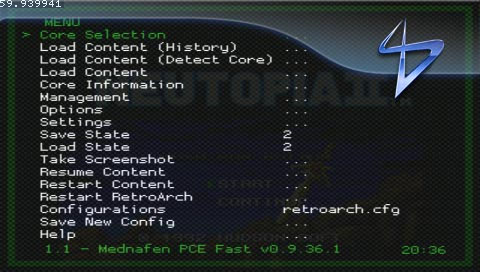 59.939941
MENU
> Core Selection ...
Load Content (History) ...
Load Content (Detect Core) ...
Load Content ...
Core Information ...
Management ...
Options ...
Settings ...
Save State 2
Load State 2
Take Screenshot ...
Resume Content ...
Restart Content ...
START
Restart RetroArch ...
CONTIN
Configurations retroarch.cfg
Save New Config ...
Help ...
1.1 - Mednafen PCE Fast v0.9.36.1 20:36